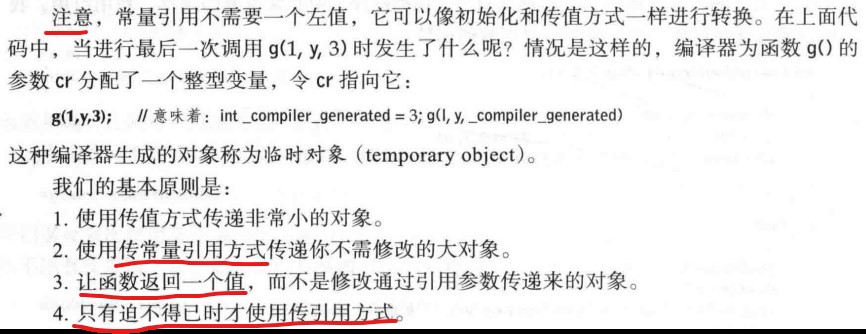 注意，常量引用不需要一个左值，它可以像初始化和传值方式一样进行转换。在上面代
码中，当进行最后一次调用 g(1, y, 3) 时发生了什么呢？情况是这样的，编译器为函数 g() 的
参数 cr 分配了一个整型变量，令 cr 指向它：
g(1,y,3); // 意味着：int _compiler_generated = 3; g(l, y, _compiler_generated)
这种编译器生成的对象称为临时对象（temporary object）。
我们的基本原则是：
1. 使用传值方式传递非常小的对象。
2. 使用传常量引用方式传递你不需修改的大对象。
3. 让函数返回一个值，而不是修改通过引用参数传递来的对象。
4. 只有迫不得已时才使用传引用方式。